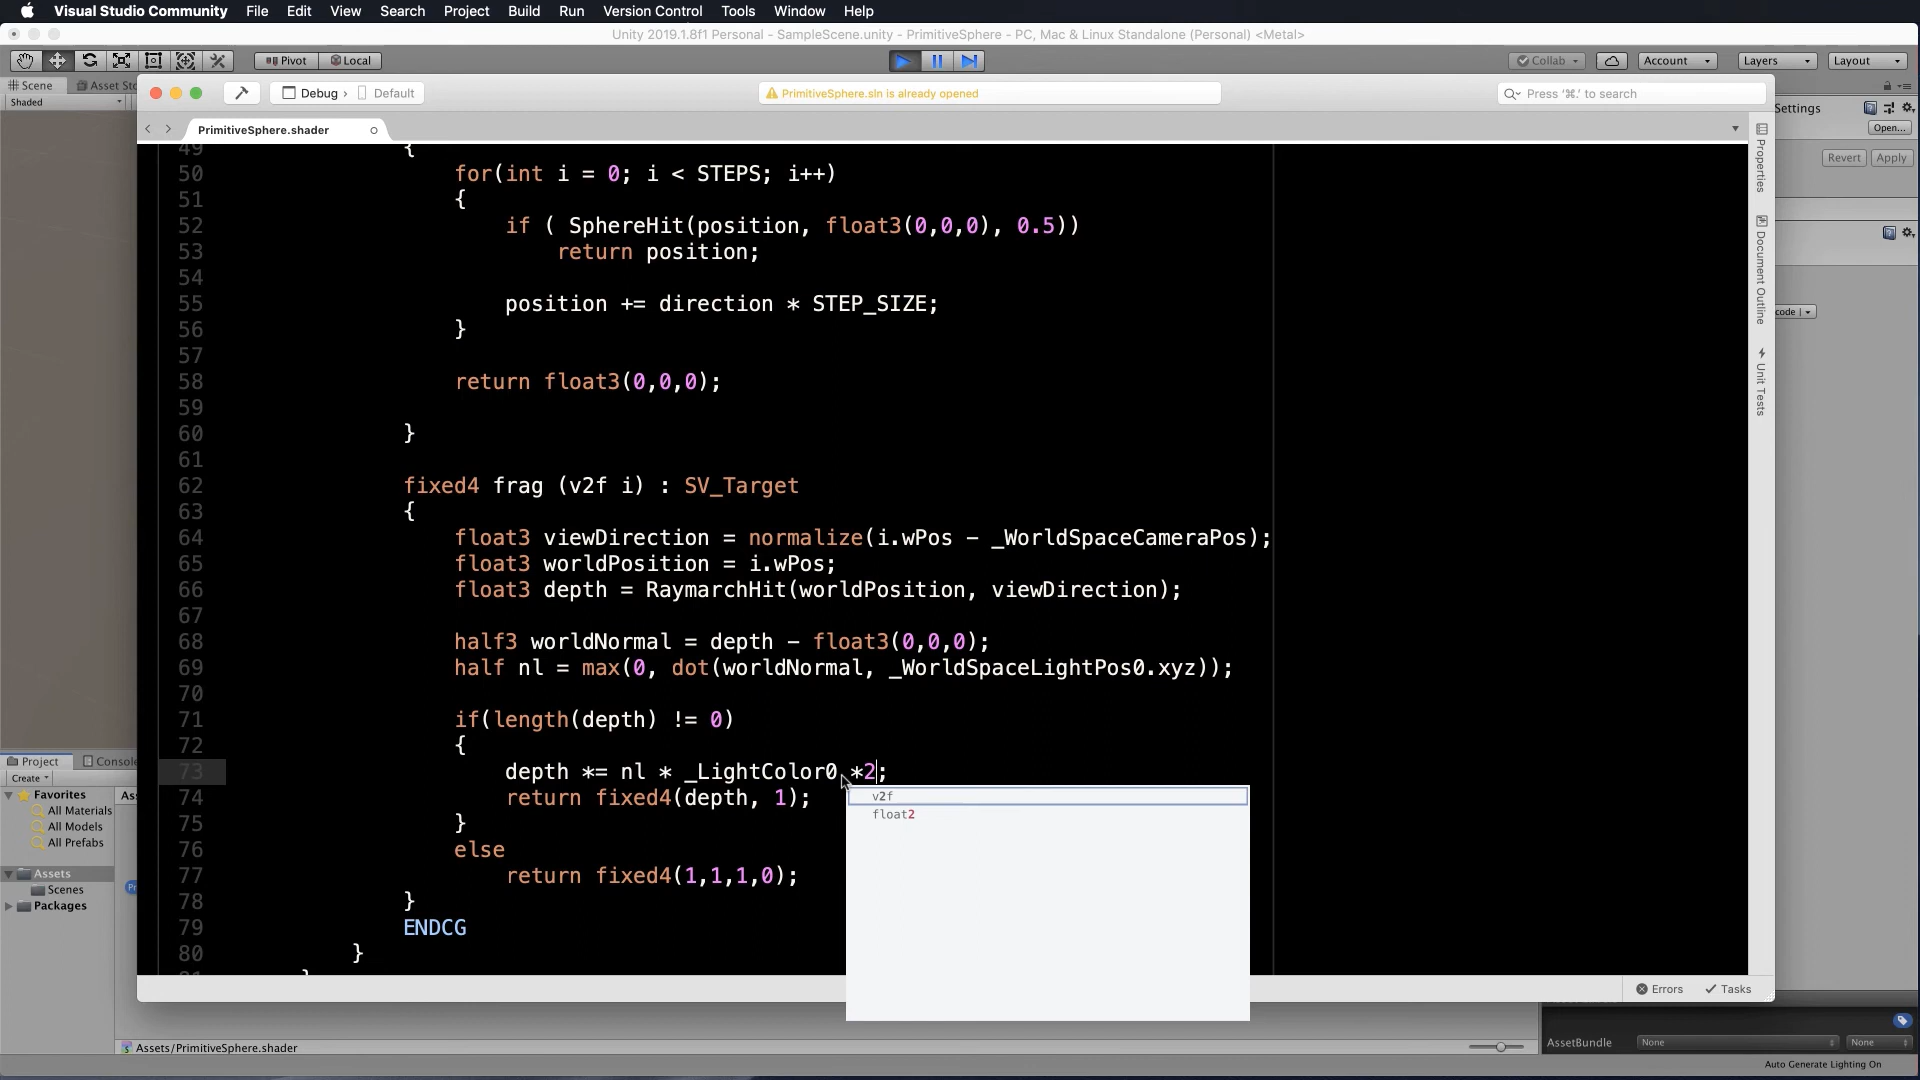 Visual Studio Community File Edit View Search Project Build Run Version Control Tools Window Help
Unity 2019.1.8f1 Personal - SampleScene.unity - PrimitiveSphere - PC, Mac & Linux Standalone (Personal) <Metal>
Pivot Local Collab Account Layers Layout
Scene Asset Sto
Shaded
Debug › Default
PrimitiveSphere.sln is already opened
Press '⌘.' to search
Settings
Open...
PrimitiveSphere.shader
Revert Apply
49 {
50 for(int i = 0; i < STEPS; i++)
51 {
52 if ( SphereHit(position, float3(0,0,0), 0.5))
53 return position;
54
55 position += direction * STEP_SIZE;
56 }
57
58 return float3(0,0,0);
59
60 }
61
62 fixed4 frag (v2f i) : SV_Target
63 {
64 float3 viewDirection = normalize(i.wPos - _WorldSpaceCameraPos);
65 float3 worldPosition = i.wPos;
66 float3 depth = RaymarchHit(worldPosition, viewDirection);
67
68 half3 worldNormal = depth - float3(0,0,0);
69 half nl = max(0, dot(worldNormal, _WorldSpaceLightPos0.xyz));
70
71 if(length(depth) != 0)
72 {
73 depth *= nl * _LightColor0 *2;
74 return fixed4(depth, 1);
75 }
76 else
77 return fixed4(1,1,1,0);
78 }
79 ENDCG
80 }
v2f
float2
Properties
Document Outline
Unit Tests
code
Project Console
Create
Favorites
All Materials
All Models
All Prefabs
Assets
Scenes
Packages
Ass
Pr
Errors Tasks
Assets/PrimitiveSphere.shader
AssetBundle None None
Auto Generate Lighting On